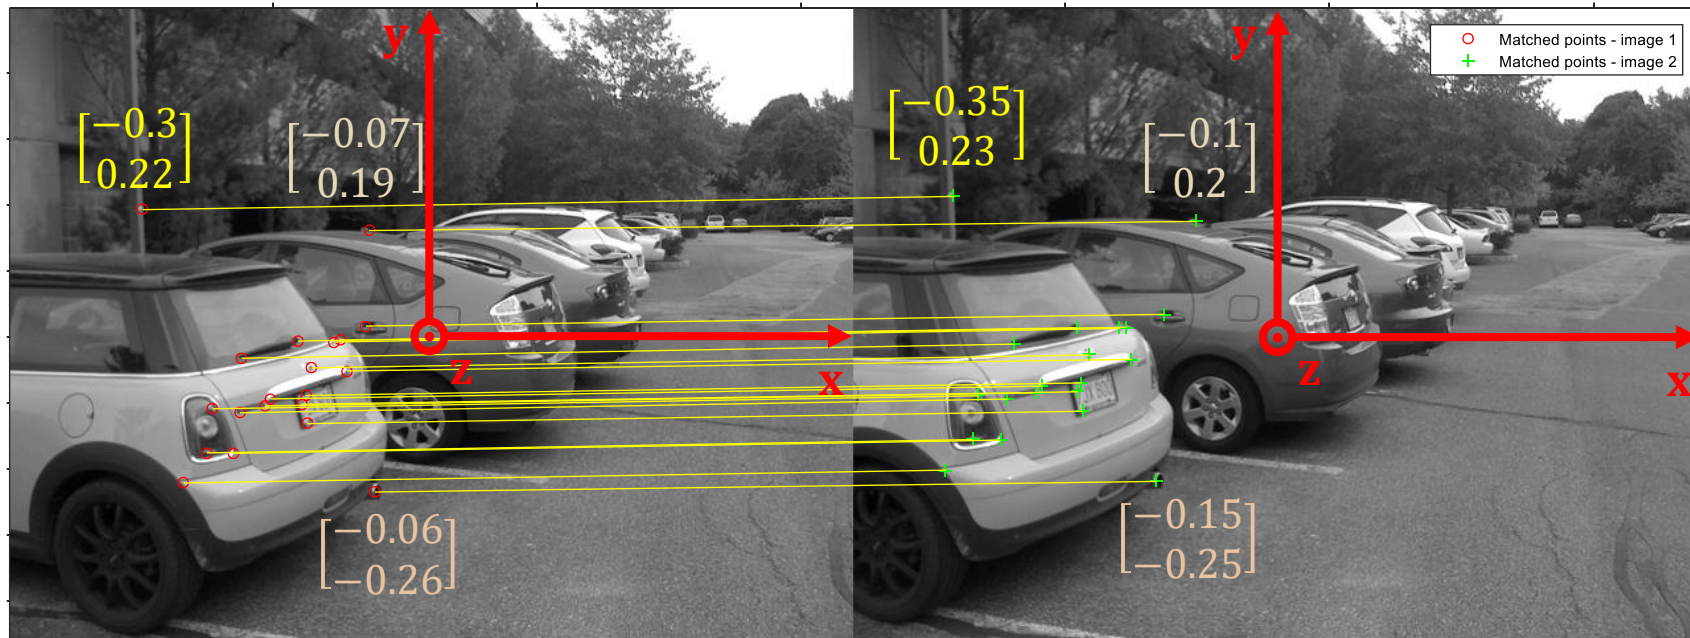 y
y
Matched points - image 1
Matched points - image 2
[−0.3
0.22]
[−0.07
0.19]
[−0.35
0.23]
[−0.1
0.2]
z
x
z
x
[−0.06
−0.26]
[−0.15
−0.25]